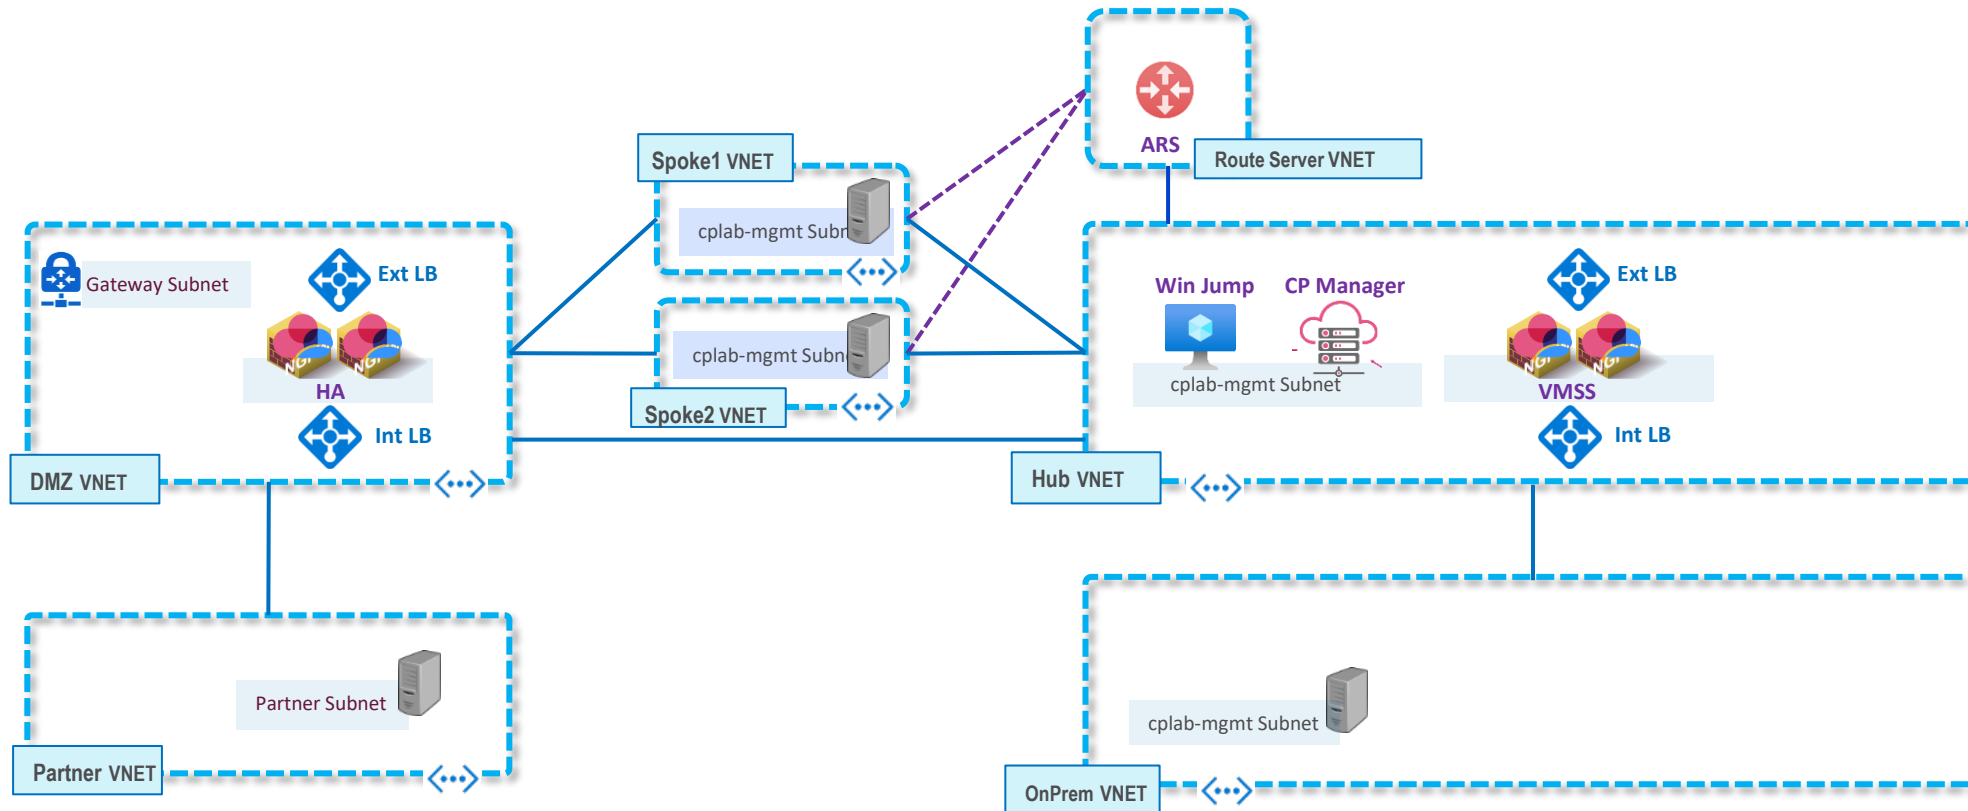 ARS
Route Server VNET
Spoke1 VNET
cplab-mgmt Subn
Gateway Subnet
Ext LB
HA
Int LB
DMZ VNET
cplab-mgmt Subn
Spoke2 VNET
Win Jump
CP Manager
cplab-mgmt Subnet
Ext LB
VMSS
Int LB
Hub VNET
Partner Subnet
Partner VNET
cplab-mgmt Subnet
OnPrem VNET